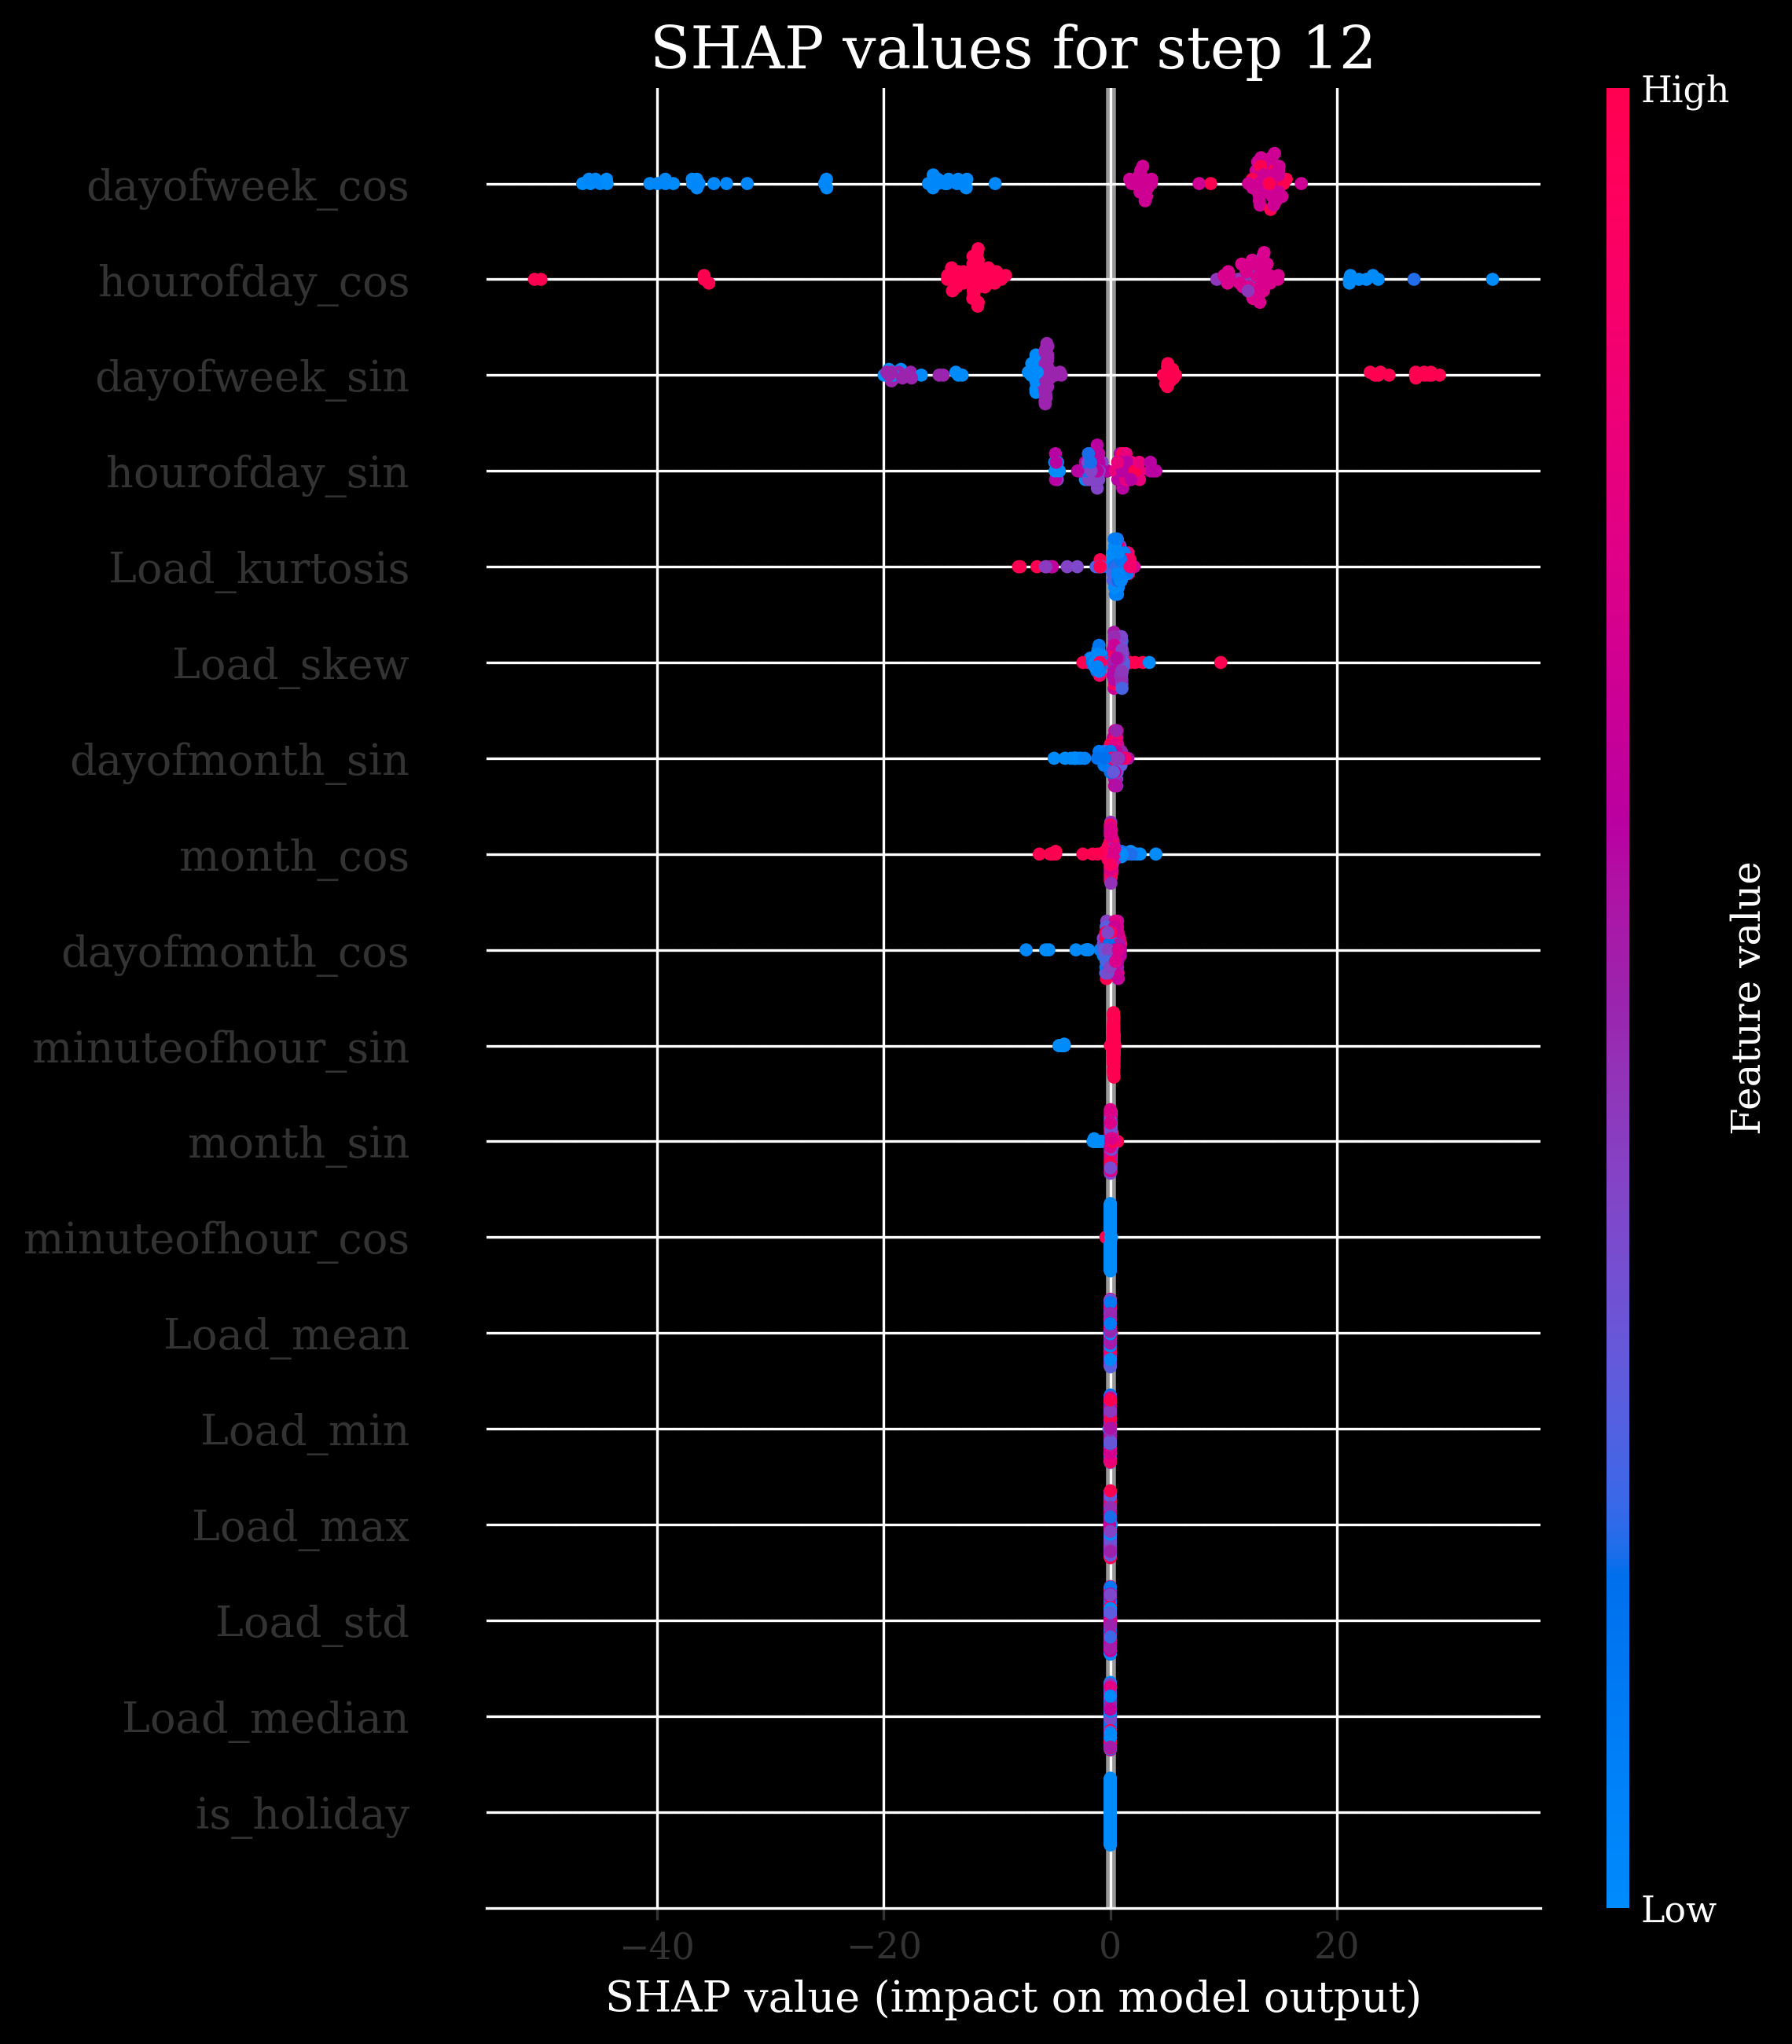 SHAP values for step 12
High
dayofweek_cos
hourofday_cos
dayofweek_sin
hourofday_sin
Load_kurtosis
Load_skew
dayofmonth_sin
month_cos
dayofmonth_cos
minuteofhour_sin
month_sin
minuteofhour_cos
Load_mean
Load_min
Load_max
Load_std
Load_median
is_holiday
Feature value
Low
−40 −20 0 20
SHAP value (impact on model output)